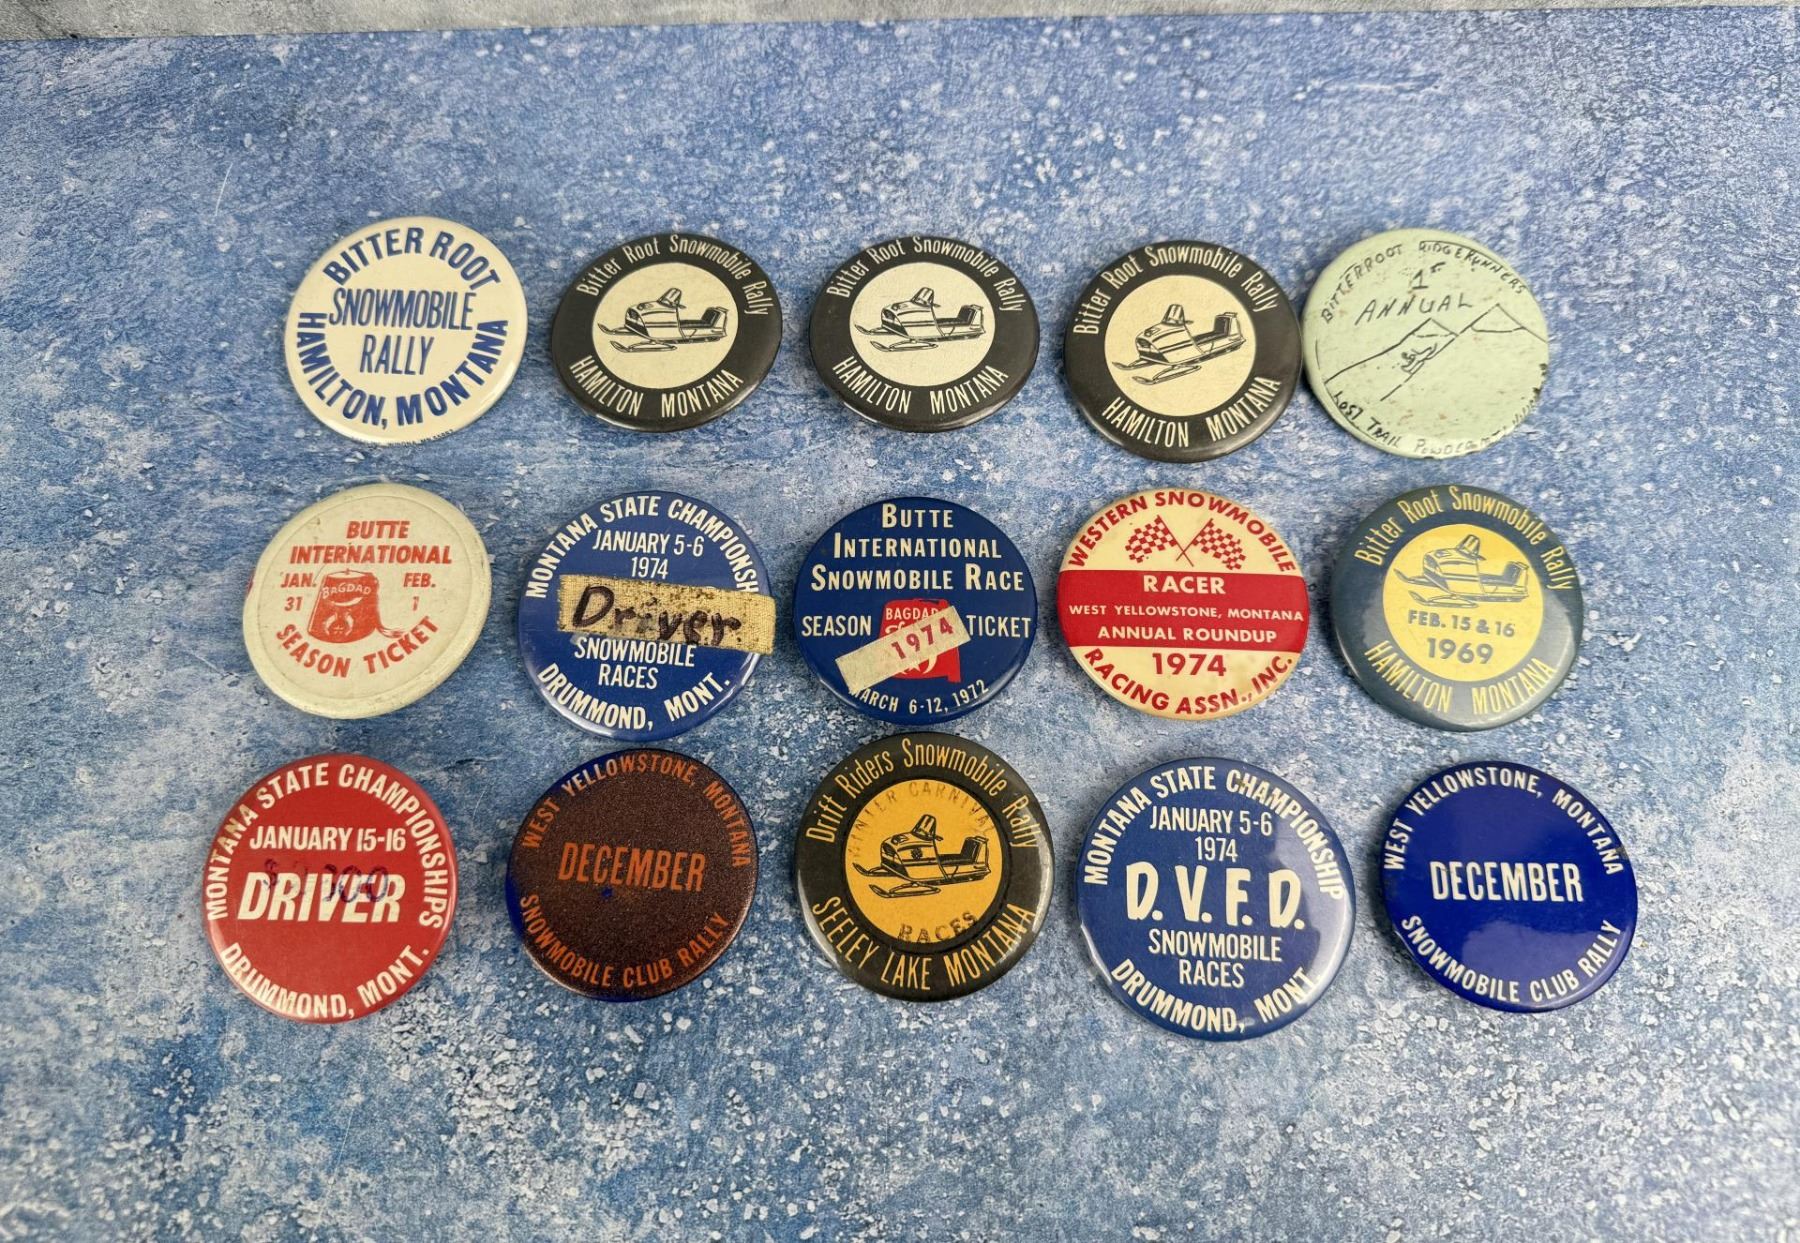 BITTER ROOT
SNOWMOBILE
RALLY
HAMILTON, MONTANA
Bitter Root Snowmobile Rally
HAMILTON MONTANA
Bitter Root Snowmobile Rally
HAMILTON MONTANA
Bitter Root Snowmobile Rally
HAMILTON MONTANA
BITTERROOT RIDGERUNNERS
1ST
ANNUAL
LOST TRAIL POWDER MTN
BUTTE
INTERNATIONAL
JAN. FEB.
31 1
BAGDAD
SEASON TICKET
MONTANA STATE CHAMPIONSH
JANUARY 5-6
1974
Driver
SNOWMOBILE
RACES
DRUMMOND, MONT.
BUTTE
INTERNATIONAL
SNOWMOBILE RACE
SEASON BAGDAD TICKET
1974
MARCH 6-12, 1972
WESTERN SNOWMOBILE
RACER
WEST YELLOWSTONE, MONTANA
ANNUAL ROUNDUP
1974
RACING ASSN., INC.
Bitter Root Snowmobile Rally
FEB. 15 & 16
1969
HAMILTON MONTANA
MONTANA STATE CHAMPIONSHIPS
JANUARY 15-16
DRIVER
DRUMMOND, MONT.
WEST YELLOWSTONE, MONTANA
DECEMBER
SNOWMOBILE CLUB RALLY
Drift Riders Snowmobile Rally
WINTER CARNIVAL
RACES
SEELEY LAKE MONTANA
MONTANA STATE CHAMPIONSHIP
JANUARY 5-6
1974
D.V.F.D.
SNOWMOBILE
RACES
DRUMMOND, MONT.
WEST YELLOWSTONE, MONTANA
DECEMBER
SNOWMOBILE CLUB RALLY